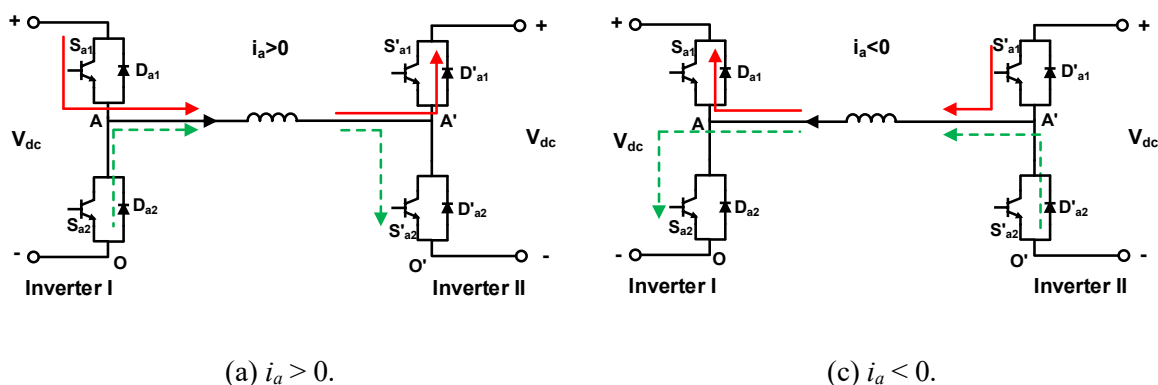 +
S_a1
D_a1
i_a>0
S'_a1
D'_a1
+
V_dc
A
A'
V_dc
S_a2
D_a2
S'_a2
D'_a2
-
O
O'
-
Inverter I
Inverter II
(a) i_a > 0.
+
S_a1
D_a1
i_a<0
S'_a1
D'_a1
+
V_dc
A
A'
V_dc
S_a2
D_a2
S'_a2
D'_a2
-
O
O'
-
Inverter I
Inverter II
(c) i_a < 0.